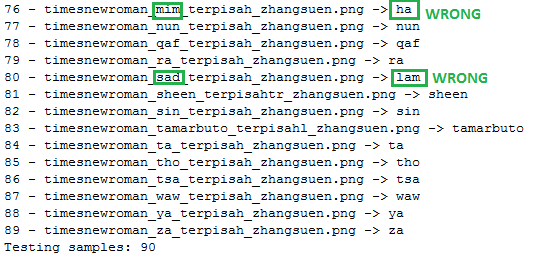 76 - timesnewroman_mim_terpisah_zhangsuen.png -> ha WRONG
77 - timesnewroman_nun_terpisah_zhangsuen.png -> nun
78 - timesnewroman_qaf_terpisah_zhangsuen.png -> qaf
79 - timesnewroman_ra_terpisah_zhangsuen.png -> ra
80 - timesnewroman_sad_terpisah_zhangsuen.png -> lam WRONG
81 - timesnewroman_sheen_terpisahtr_zhangsuen.png -> sheen
82 - timesnewroman_sin_terpisah_zhangsuen.png -> sin
83 - timesnewroman_tamarbuto_terpisahl_zhangsuen.png -> tamarbuto
84 - timesnewroman_ta_terpisah_zhangsuen.png -> ta
85 - timesnewroman_tho_terpisah_zhangsuen.png -> tho
86 - timesnewroman_tsa_terpisah_zhangsuen.png -> tsa
87 - timesnewroman_waw_terpisah_zhangsuen.png -> waw
88 - timesnewroman_ya_terpisah_zhangsuen.png -> ya
89 - timesnewroman_za_terpisah_zhangsuen.png -> za
Testing samples: 90